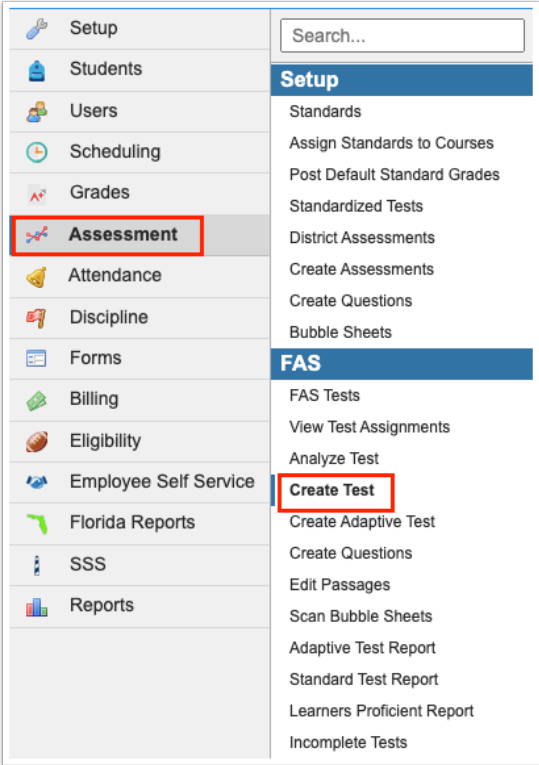 Setup
Students
Users
Scheduling
Grades
Assessment
Attendance
Discipline
Forms
Billing
Eligibility
Employee Self Service
Florida Reports
SSS
Reports
Search...
Setup
Standards
Assign Standards to Courses
Post Default Standard Grades
Standardized Tests
District Assessments
Create Assessments
Create Questions
Bubble Sheets
FAS
FAS Tests
View Test Assignments
Analyze Test
Create Test
Create Adaptive Test
Create Questions
Edit Passages
Scan Bubble Sheets
Adaptive Test Report
Standard Test Report
Learners Proficient Report
Incomplete Tests